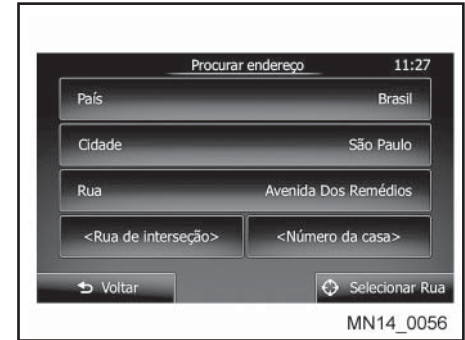 Procurar endereço 11:27
País Brasil
Cidade São Paulo
Rua Avenida Dos Remédios
<Rua de interseção> <Número da casa>
Voltar Selecionar Rua
MN14_0056